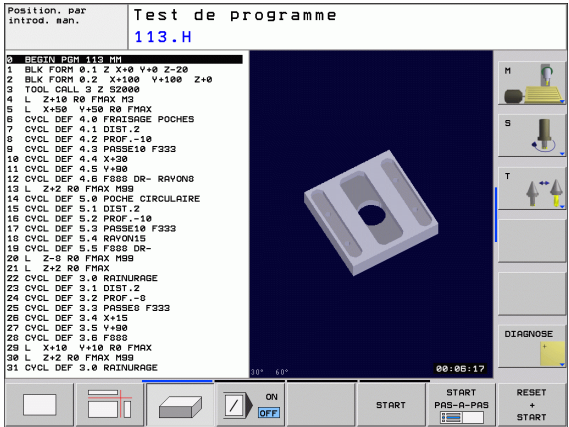 Position. par
introd. man.
Test de programme
113.H
0 BEGIN PGM 113 MM
1 BLK FORM 0.1 Z X+0 Y+0 Z-20
2 BLK FORM 0.2 X+100 Y+100 Z+0
3 TOOL CALL 3 Z S2000
4 L Z+10 R0 FMAX M3
5 L X+50 Y+50 R0 FMAX
6 CYCL DEF 4.0 FRAISAGE POCHES
7 CYCL DEF 4.1 DIST.2
8 CYCL DEF 4.2 PROF.-10
9 CYCL DEF 4.3 PASSE10 F333
10 CYCL DEF 4.4 X+30
11 CYCL DEF 4.5 Y+90
12 CYCL DEF 4.6 F888 DR- RAYON8
13 L Z+2 R0 FMAX M99
14 CYCL DEF 5.0 POCHE CIRCULAIRE
15 CYCL DEF 5.1 DIST.2
16 CYCL DEF 5.2 PROF.-10
17 CYCL DEF 5.3 PASSE10 F333
18 CYCL DEF 5.4 RAYON15
19 CYCL DEF 5.5 F888 DR-
20 L Z-8 R0 FMAX M99
21 L Z+2 R0 FMAX
22 CYCL DEF 3.0 RAINURAGE
23 CYCL DEF 3.1 DIST.2
24 CYCL DEF 3.2 PROF.-8
25 CYCL DEF 3.3 PASSE8 F333
26 CYCL DEF 3.4 X+15
27 CYCL DEF 3.5 Y+90
28 CYCL DEF 3.6 F888
29 L X+10 Y+10 R0 FMAX
30 L Z+2 R0 FMAX M99
31 CYCL DEF 3.0 RAINURAGE
30° 60°
00:06:17
M
S
T
DIAGNOSE
ON
OFF
START
START
PAS-A-PAS
RESET
+
START